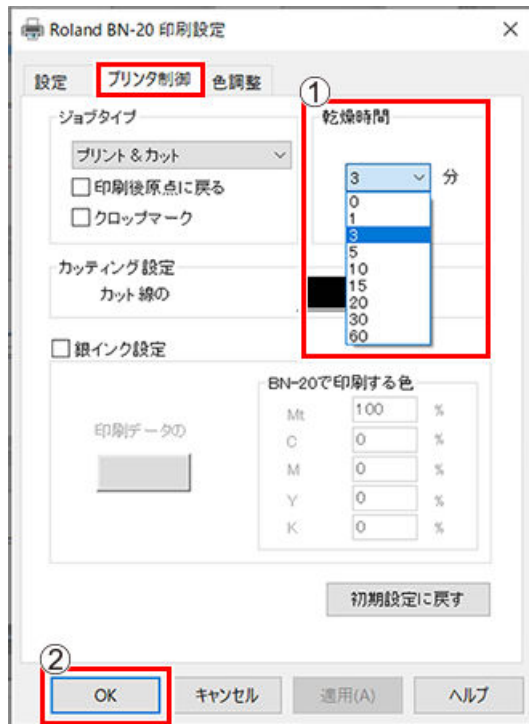 Roland BN-20 印刷設定
設定 プリンタ制御 色調整
①
ジョブタイプ
プリント & カット
印刷後原点に戻る
クロップマーク
乾燥時間
3 分
0
1
3
5
10
15
20
30
60
カッティング設定
カット線の
銀インク設定
印刷データの
BN-20で印刷する色
Mt 100 %
C 0 %
M 0 %
Y 0 %
K 0 %
初期設定に戻す
②
OK キャンセル 適用(A) ヘルプ